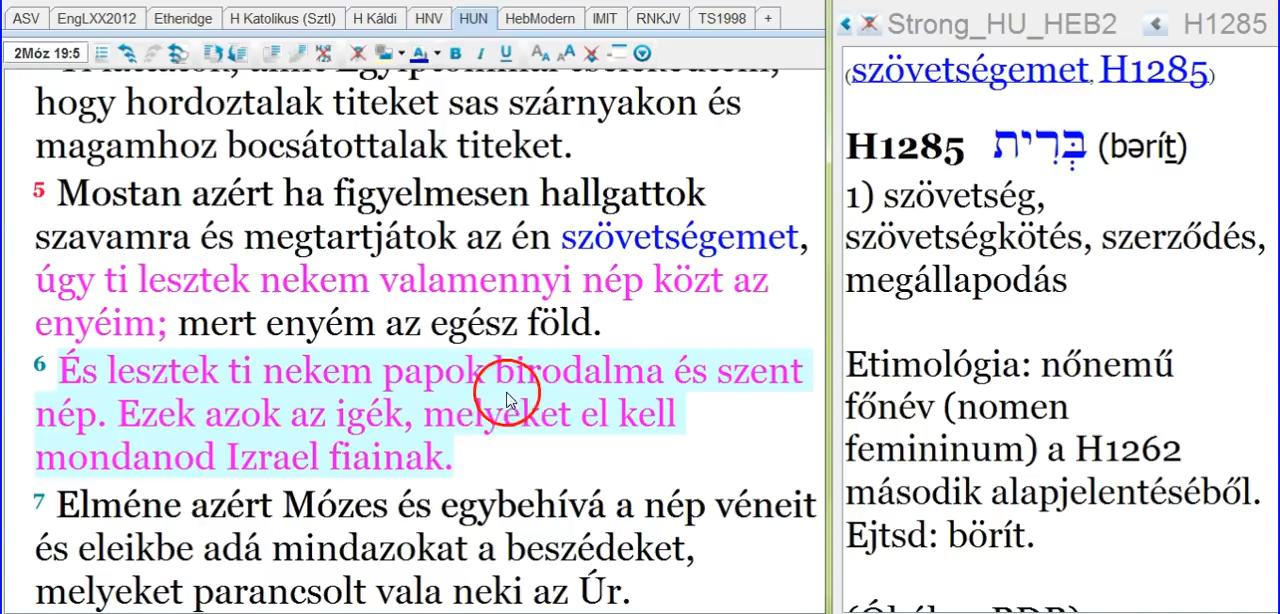 ASV EngLXX2012 Etheridge H Katolikus (Sztl) H Káldi HNV HUN HebModern IMIT RNKJV TS1998 +
2Móz 19:5
hogy hordoztalak titeket sas szárnyakon és
magamhoz bocsátottalak titeket.
5 Mostan azért ha figyelmesen hallgattok
szavamra és megtartjátok az én szövetségemet,
úgy ti lesztek nekem valamennyi nép közt az
enyéim; mert enyém az egész föld.
6 És lesztek ti nekem papok birodalma és szent
nép. Ezek azok az igék, melyeket el kell
mondanod Izrael fiainak.
7 Elméne azért Mózes és egybehívá a nép véneit
és eleikbe adá mindazokat a beszédeket,
melyeket parancsolt vala neki az Úr.
Strong_HU_HEB2 H1285
(szövetségemet, H1285)
H1285 בְּרִית (bərít)
1) szövetség,
szövetségkötés, szerződés,
megállapodás
Etimológia: nőnemű
főnév (nomen
femininum) a H1262
második alapjelentéséből.
Ejtsd: börít.